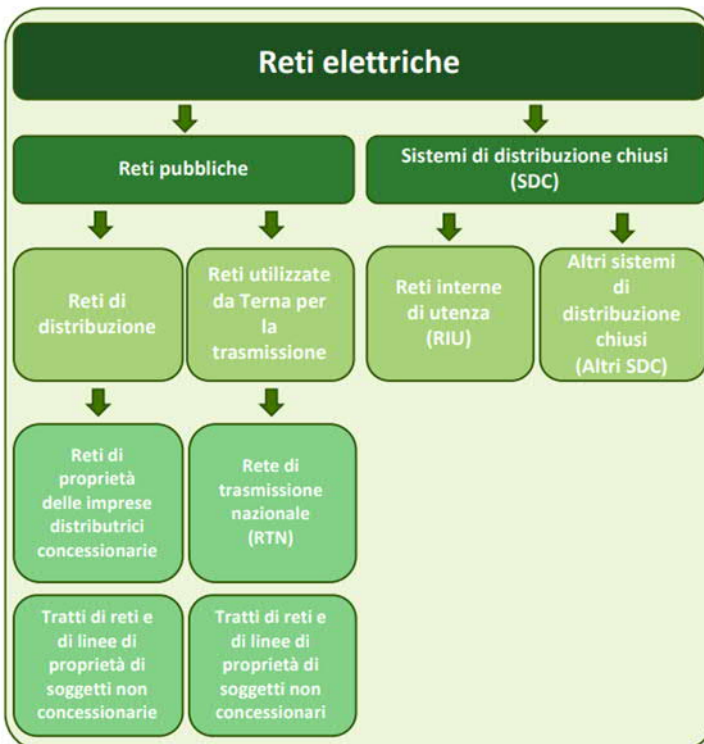 Reti elettriche
Reti pubbliche
Sistemi di distribuzione chiusi
(SDC)
Reti di
distribuzione
Reti utilizzate
da Terna per
la
trasmissione
Reti interne
di utenza
(RIU)
Altri sistemi
di
distribuzione
chiusi
(Altri SDC)
Reti di
proprietà
delle imprese
distributrici
concessionarie
Rete di
trasmissione
nazionale
(RTN)
Tratti di reti e
di linee di
proprietà di
soggetti non
concessionarie
Tratti di reti e
di linee di
proprietà di
soggetti non
concessionari